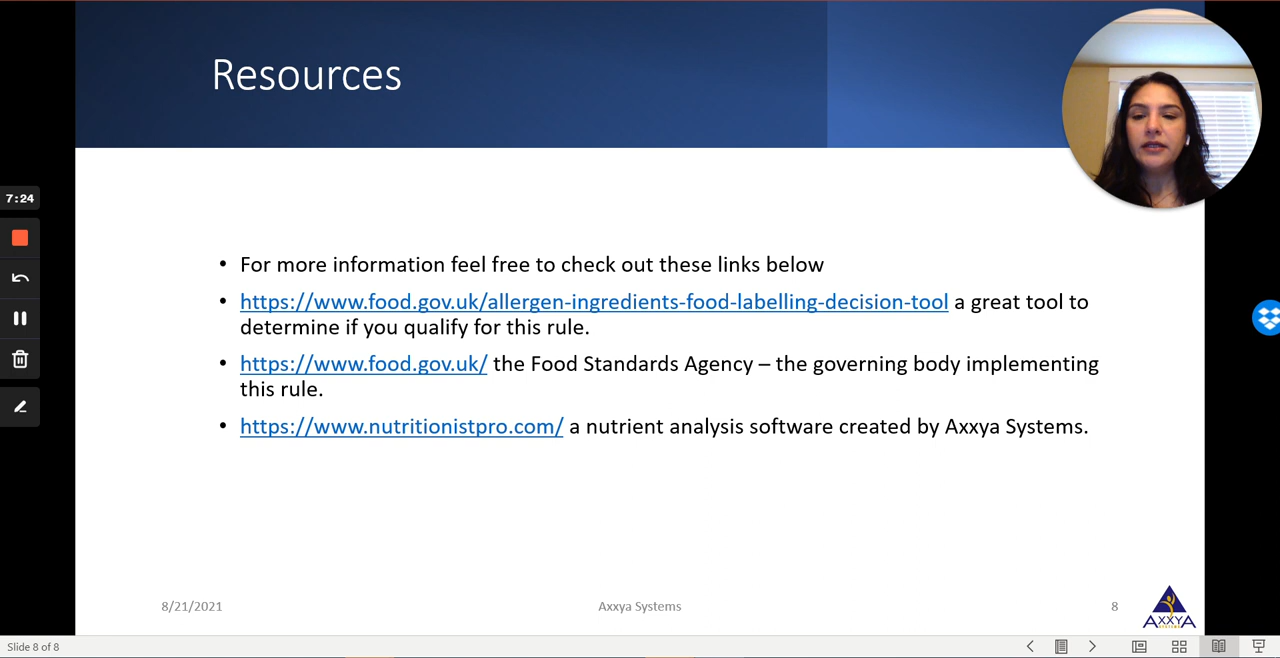 Resources
7:24
• For more information feel free to check out these links below
• https://www.food.gov.uk/allergen-ingredients-food-labelling-decision-tool a great tool to
determine if you qualify for this rule.
• https://www.food.gov.uk/ the Food Standards Agency – the governing body implementing
this rule.
• https://www.nutritionistpro.com/ a nutrient analysis software created by Axxya Systems.
8/21/2021
Axxya Systems
8
AXXYA
SYSTEMS
Slide 8 of 8